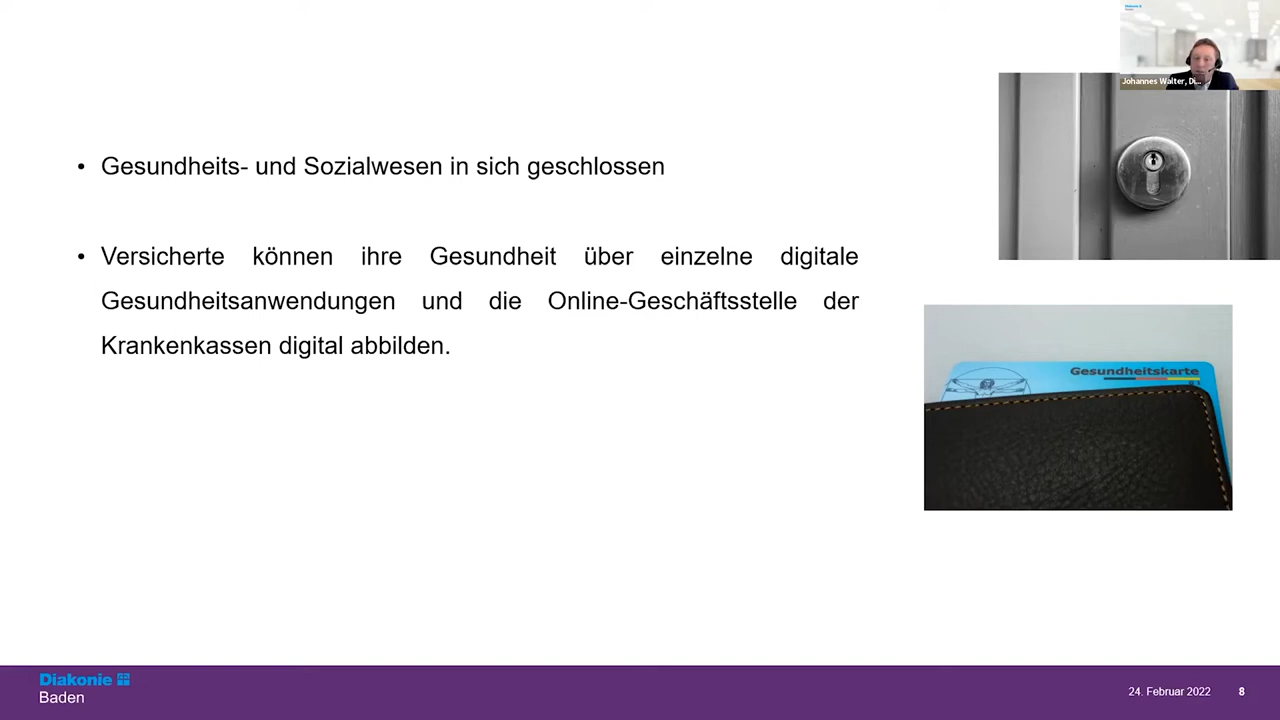 Diakonie
Johannes Walter, Di...
• Gesundheits- und Sozialwesen in sich geschlossen
• Versicherte können ihre Gesundheit über einzelne digitale
Gesundheitsanwendungen und die Online-Geschäftsstelle der
Krankenkassen digital abbilden.
Gesundheitskarte
Diakonie
Baden
24. Februar 2022
8